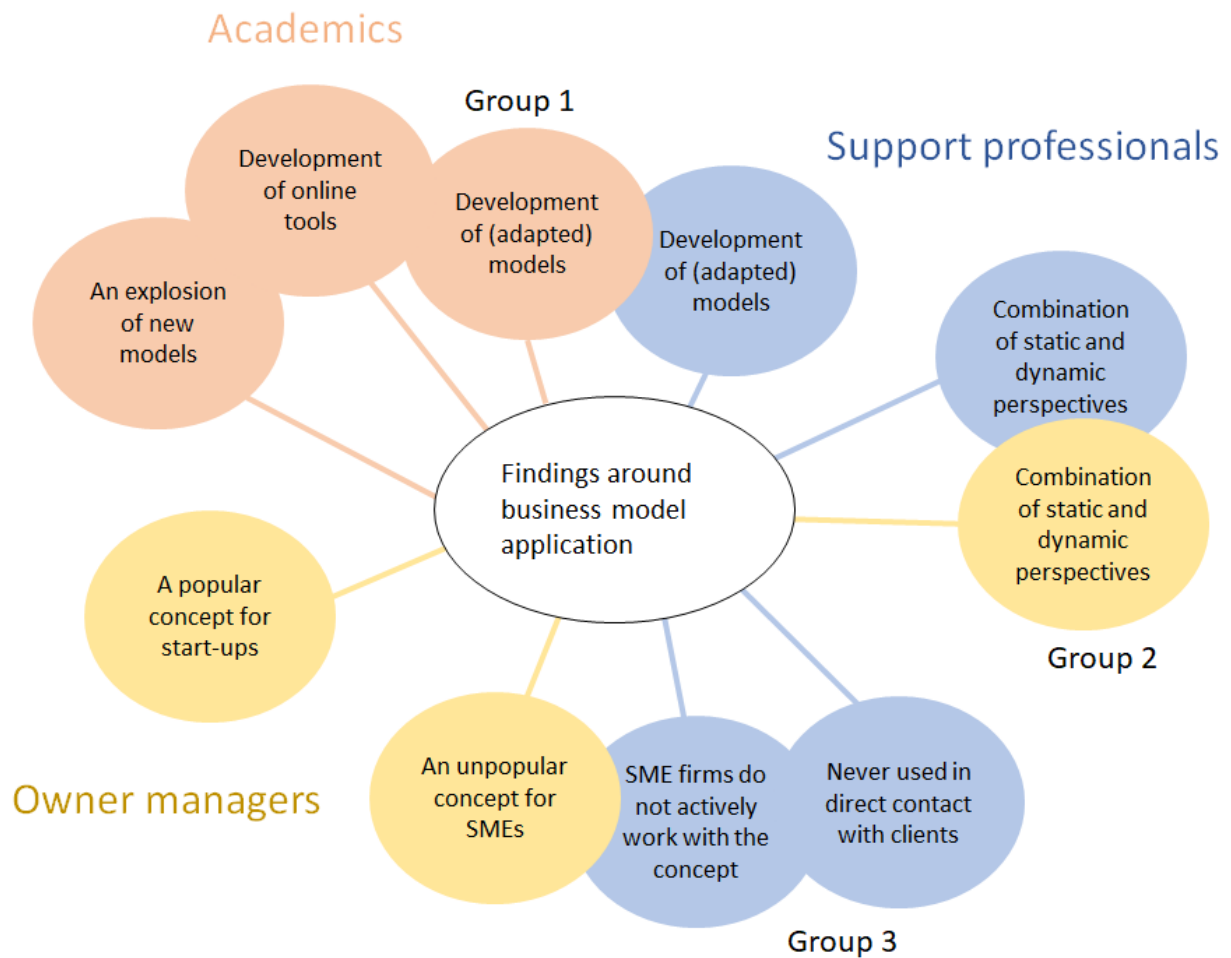 Academics
Group 1
Support professionals
Development
of online
tools
Development
of (adapted)
models
Development
of (adapted)
models
An explosion
of new
models
Combination
of static and
dynamic
perspectives
Findings around
business model
application
Combination
of static and
dynamic
perspectives
A popular
concept for
start-ups
Group 2
Owner managers
An unpopular
concept for
SMEs
SME firms do
not actively
work with the
concept
Never used in
direct contact
with clients
Group 3